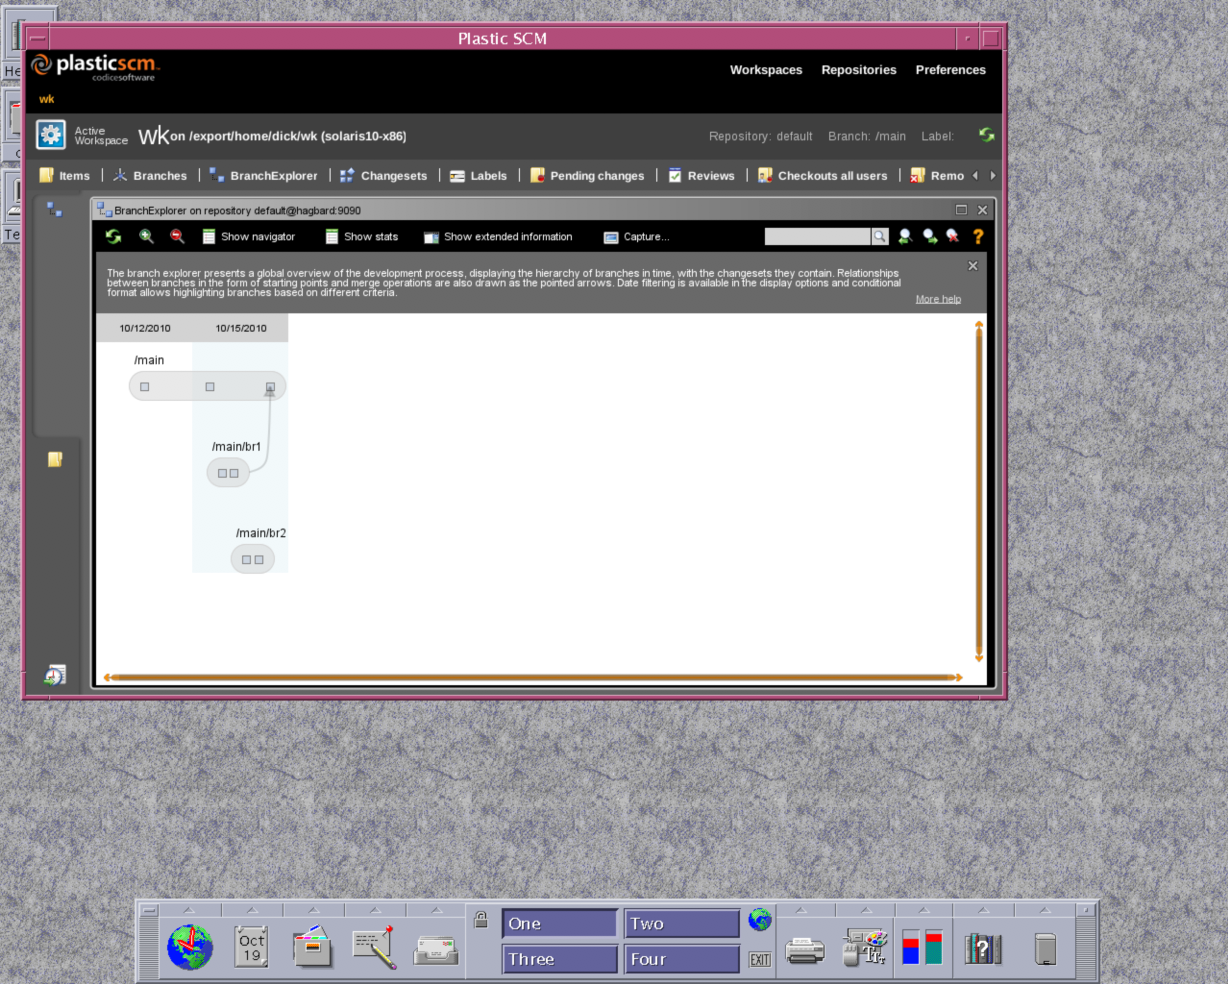 Plastic SCM
He
plasticscm
codicesoftware
Workspaces Repositories Preferences
wk
Active
Workspace
wk on /export/home/dick/wk (solaris10-x86)
Repository: default Branch: /main Label:
Items Branches BranchExplorer Changesets Labels Pending changes Reviews Checkouts all users Remo
Te
BranchExplorer on repository default@hagbard:9090
Show navigator Show stats Show extended information Capture...
The branch explorer presents a global overview of the development process, displaying the hierarchy of branches in time, with the changesets they contain. Relationships
between branches in the form of starting points and merge operations are also drawn as the pointed arrows. Date filtering is available in the display options and conditional
format allows highlighting branches based on different criteria.
More help
10/12/2010 10/15/2010
/main
/main/br1
/main/br2
One Two
Three Four
Oct
19
EXIT